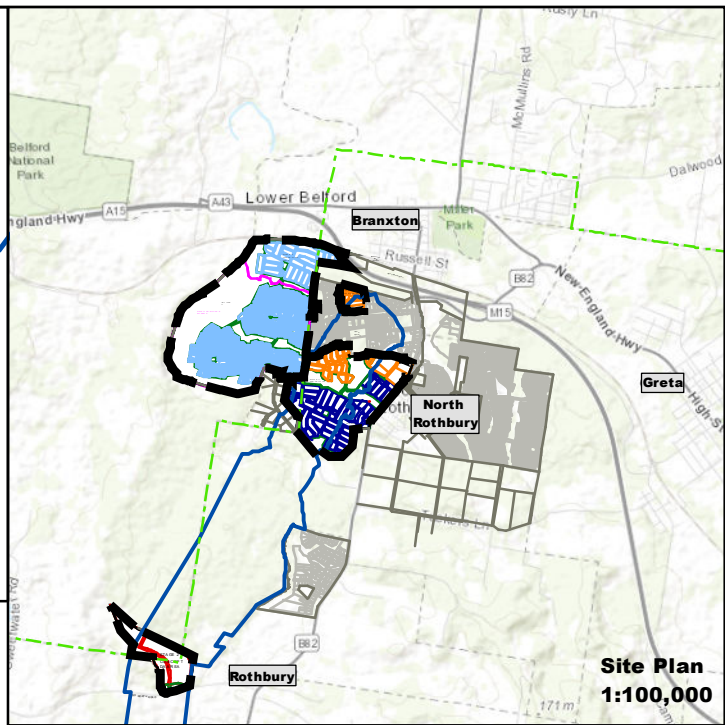 Rusty Ln
McMullins Rd
Belford
National
Park
Dalwood
A43
Lower Belford
ngland Hwy
A15
Branxton
Miller
Park
Russell St
B82
New England Hwy
M15
Greta
High St
North
Rothbury
B82
Rothbury
Site Plan
1:100,000
171 m